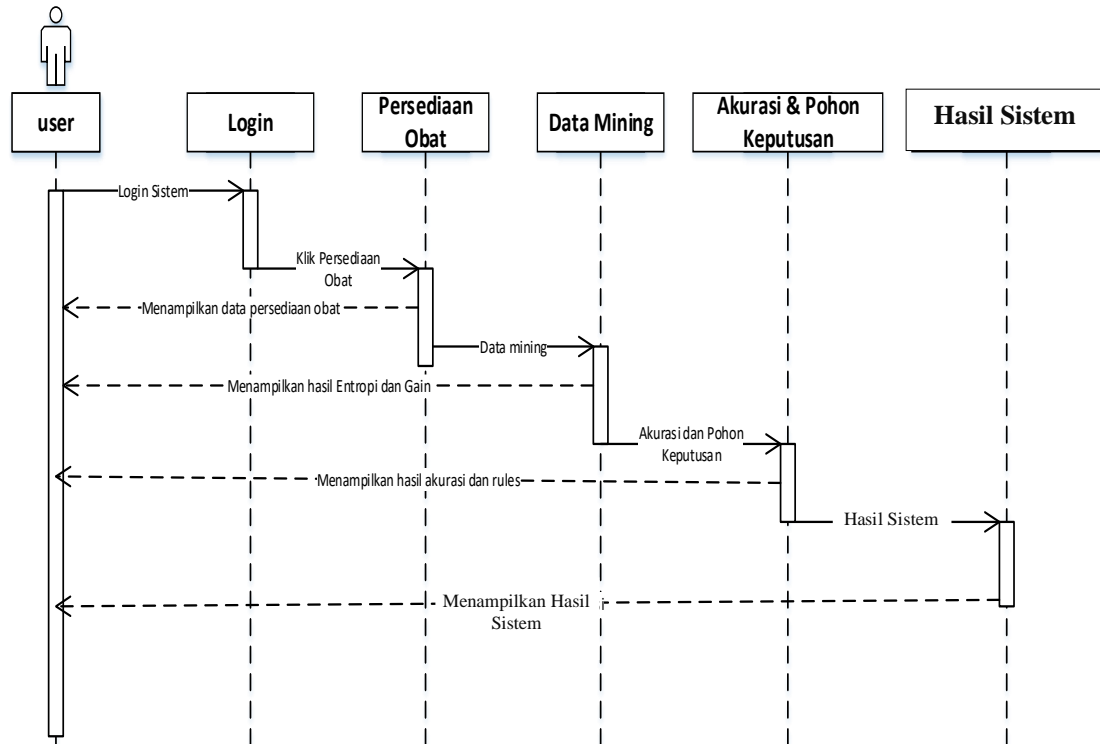 user
Login
Persediaan
Obat
Data Mining
Akurasi & Pohon
Keputusan
Hasil Sistem
Login Sistem
Klik Persediaan
Obat
Menampilkan data persediaan obat
Data mining
Menampilkan hasil Entropi dan Gain
Akurasi dan Pohon
Keputusan
Menampilkan hasil akurasi dan rules
Hasil Sistem
Menampilkan Hasil
Sistem